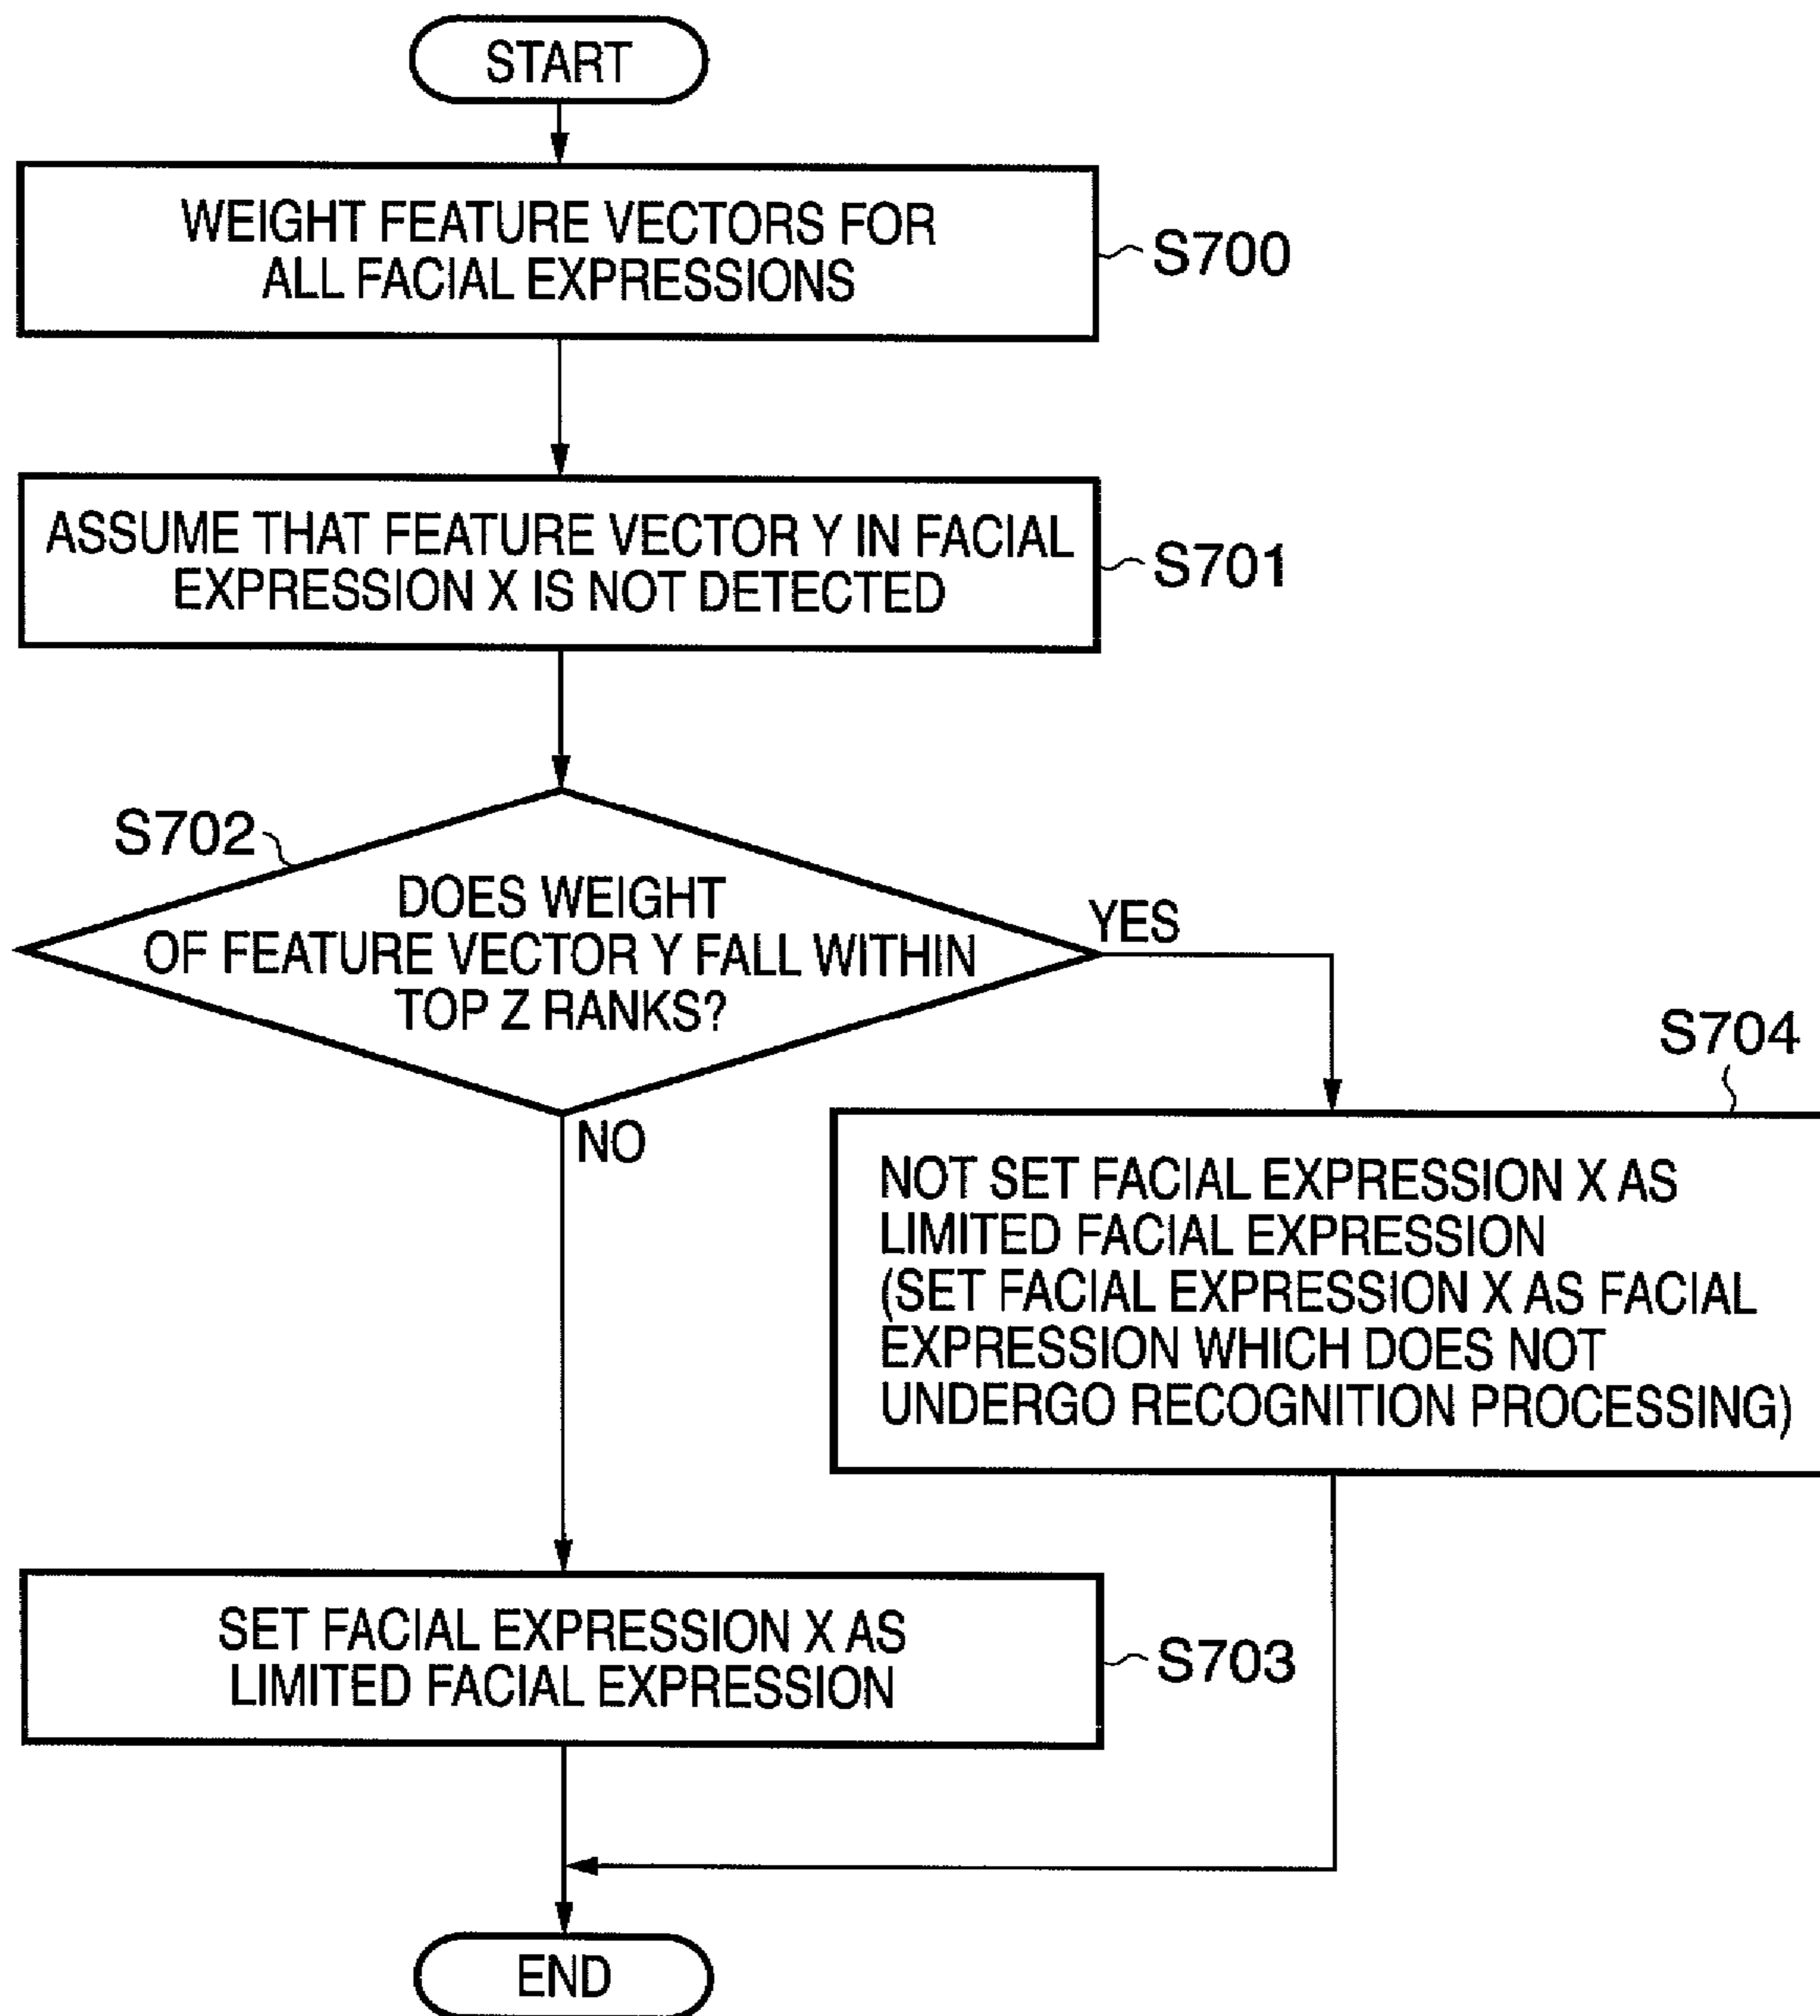 START
WEIGHT FEATURE VECTORS FOR
ALL FACIAL EXPRESSIONS
S700
ASSUME THAT FEATURE VECTOR Y IN FACIAL
EXPRESSION X IS NOT DETECTED
S701
S702
DOES WEIGHT
OF FEATURE VECTOR Y FALL WITHIN
TOP Z RANKS?
YES
NO
S704
NOT SET FACIAL EXPRESSION X AS
LIMITED FACIAL EXPRESSION
(SET FACIAL EXPRESSION X AS FACIAL
EXPRESSION WHICH DOES NOT
UNDERGO RECOGNITION PROCESSING)
SET FACIAL EXPRESSION X AS
LIMITED FACIAL EXPRESSION
S703
END